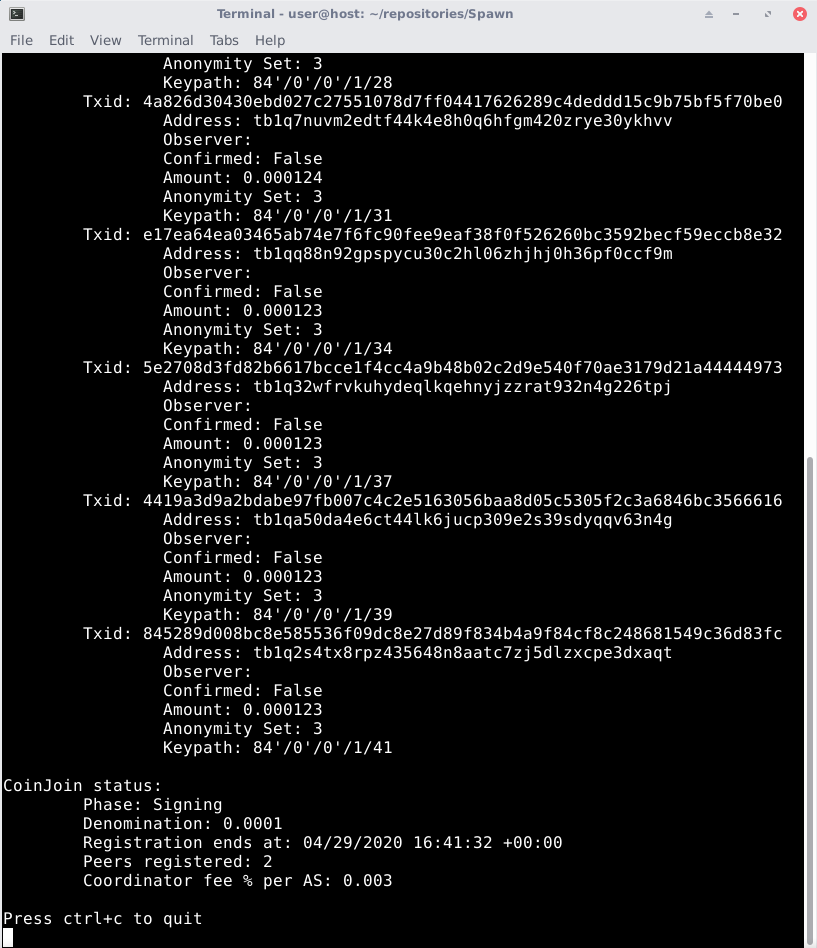 Terminal - user@host: ~/repositories/Spawn
File Edit View Terminal Tabs Help
Anonymity Set: 3
Keypath: 84'/0'/0'/1/28
Txid: 4a826d30430ebd027c27551078d7ff04417626289c4deddd15c9b75bf5f70be0
Address: tb1q7nuvm2edtf44k4e8h0q6hfgm420zrye30ykhvv
Observer:
Confirmed: False
Amount: 0.000124
Anonymity Set: 3
Keypath: 84'/0'/0'/1/31
Txid: e17ea64ea03465ab74e7f6fc90fee9eaf38f0f526260bc3592becf59eccb8e32
Address: tb1qq88n92gpspycu30c2hl06zhjhj0h36pf0ccf9m
Observer:
Confirmed: False
Amount: 0.000123
Anonymity Set: 3
Keypath: 84'/0'/0'/1/34
Txid: 5e2708d3fd82b6617bcce1f4cc4a9b48b02c2d9e540f70ae3179d21a44444973
Address: tb1q32wfrvkuhydeqlkqehnyjzzrat932n4g226tpj
Observer:
Confirmed: False
Amount: 0.000123
Anonymity Set: 3
Keypath: 84'/0'/0'/1/37
Txid: 4419a3d9a2bdabe97fb007c4c2e5163056baa8d05c5305f2c3a6846bc3566616
Address: tb1qa50da4e6ct44lk6jucp309e2s39sdyqqv63n4g
Observer:
Confirmed: False
Amount: 0.000123
Anonymity Set: 3
Keypath: 84'/0'/0'/1/39
Txid: 845289d008bc8e585536f09dc8e27d89f834b4a9f84cf8c248681549c36d83fc
Address: tb1q2s4tx8rpz435648n8aatc7zj5dlzxcpe3dxaqt
Observer:
Confirmed: False
Amount: 0.000123
Anonymity Set: 3
Keypath: 84'/0'/0'/1/41
CoinJoin status:
Phase: Signing
Denomination: 0.0001
Registration ends at: 04/29/2020 16:41:32 +00:00
Peers registered: 2
Coordinator fee % per AS: 0.003
Press ctrl+c to quit